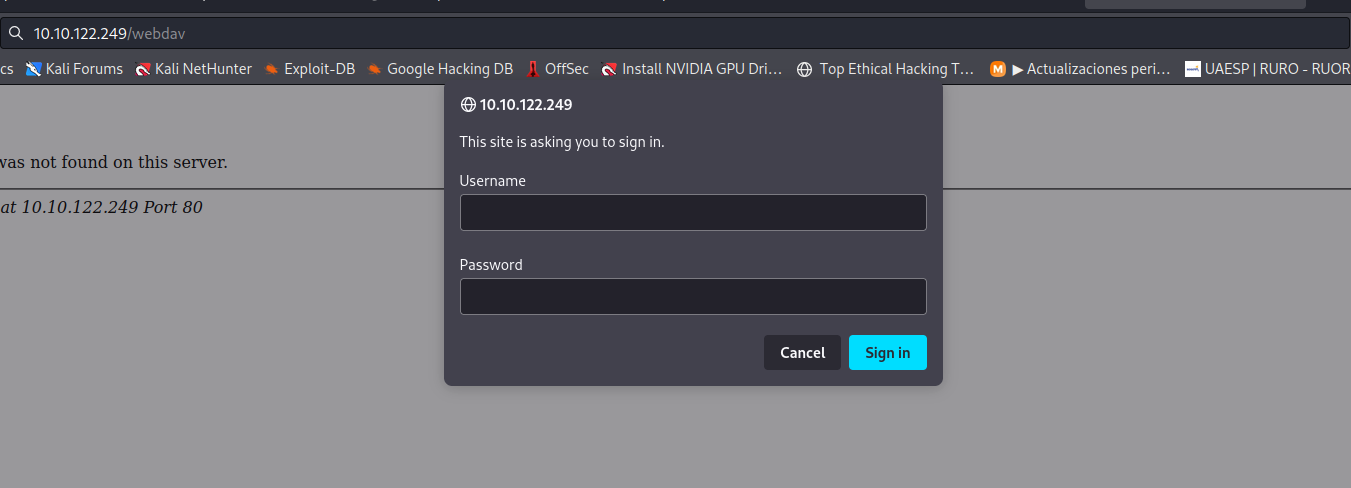 10.10.122.249/webdav
cs Kali Forums Kali NetHunter Exploit-DB Google Hacking DB OffSec Install NVIDIA GPU Dri... Top Ethical Hacking T... ▶ Actualizaciones peri... UAESP | RURO - RUOR
10.10.122.249
This site is asking you to sign in.
was not found on this server.
Username
at 10.10.122.249 Port 80
Password
Cancel Sign in